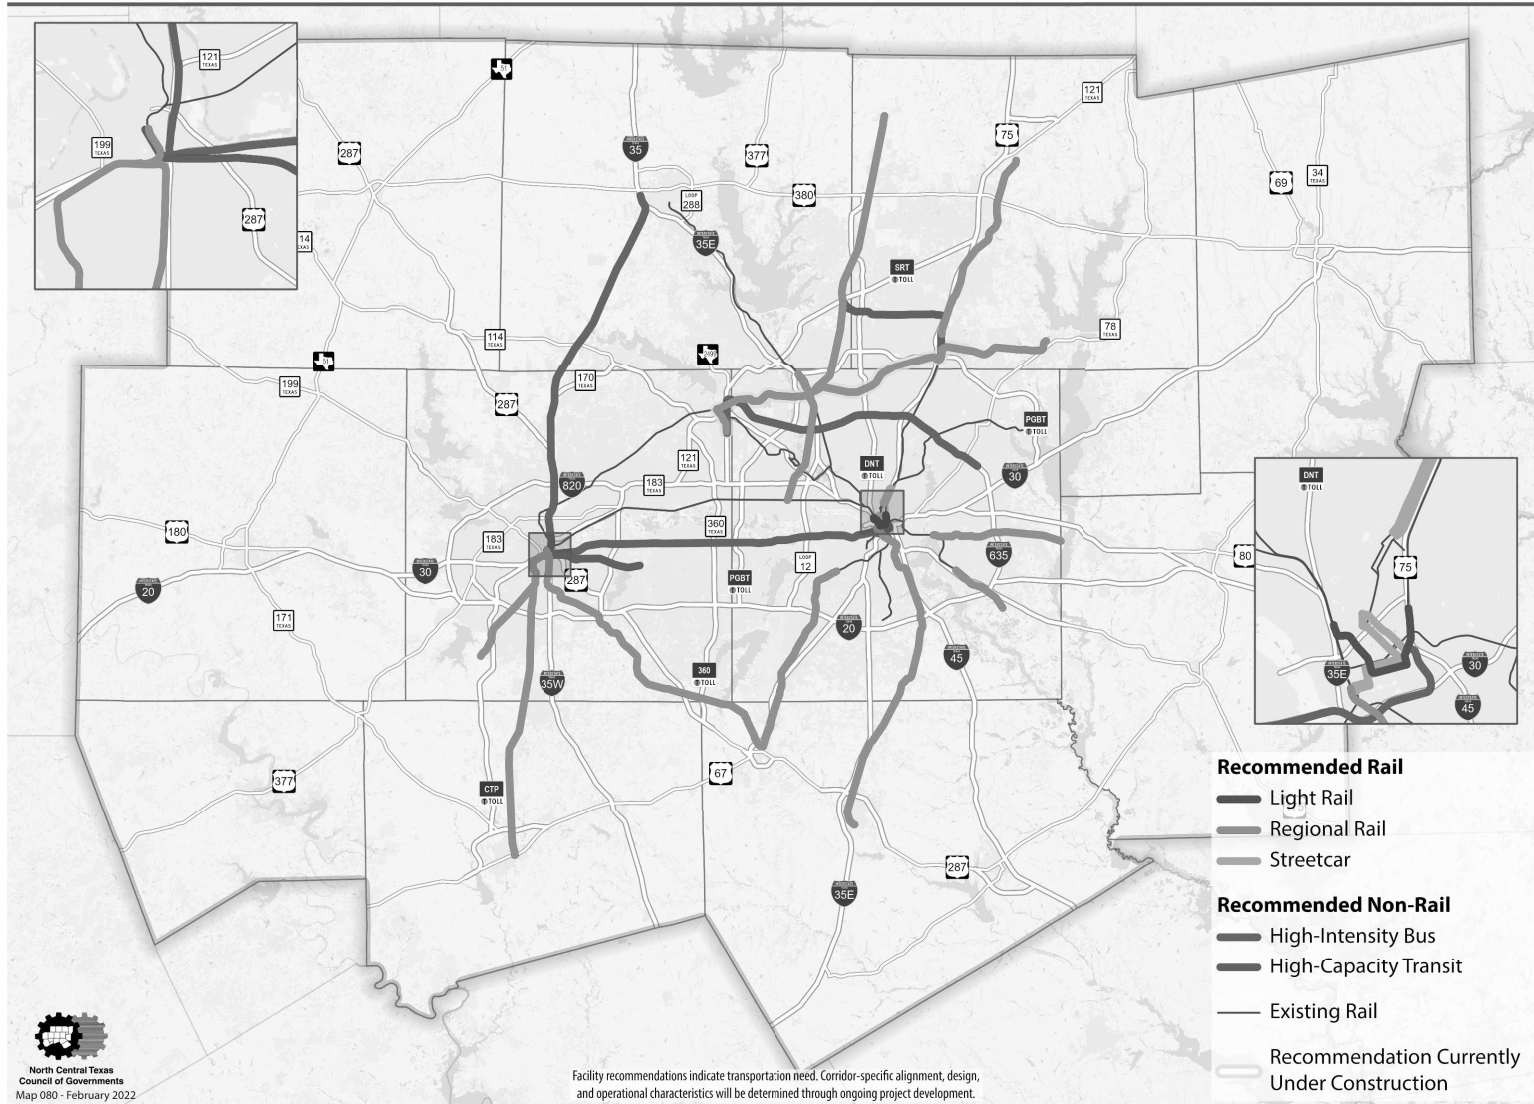 121
TEXAS
199
TEXAS
287
14
EXAS
51
35
377
287
LOOP
288
380
35E
75
121
TEXAS
69
34
TEXAS
SRT
TOLL
51
114
TEXAS
2499
78
TEXAS
199
TEXAS
170
TEXAS
287
PGBT
TOLL
121
TEXAS
DNT
TOLL
30
820
183
TEXAS
DNT
TOLL
180
183
TEXAS
360
TEXAS
635
80
30
287
PGBT
TOLL
LOOP
12
75
20
171
TEXAS
20
45
35E
30
45
35W
360
TOLL
377
CTP
TOLL
67
287
35E
Recommended Rail
Light Rail
Regional Rail
Streetcar
Recommended Non-Rail
High-Intensity Bus
High-Capacity Transit
Existing Rail
Recommendation Currently
Under Construction
North Central Texas
Council of Governments
Map 080 - February 2022
Facility recommendations indicate transportation need. Corridor-specific alignment, design,
and operational characteristics will be determined through ongoing project development.